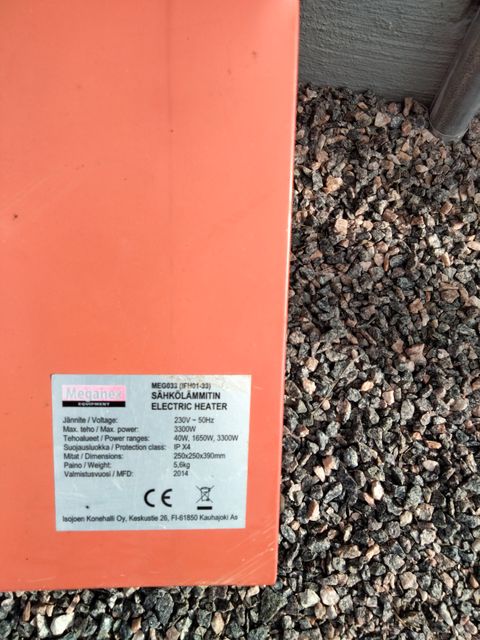 MEG033 (IFH01-33)
Meganex
EQUIPMENT
SÄHKÖLÄMMITIN
ELECTRIC HEATER
Jännite / Voltage: 230V ~ 50Hz
Max. teho / Max. power: 3300W
Tehoalueet / Power ranges: 40W, 1650W, 3300W
Suojausluokka / Protection class: IP X4
Mitat / Dimensions: 250x250x390mm
Paino / Weight: 5,6kg
Valmistusvuosi / MFD: 2014
CE
Isojoen Konehalli Oy, Keskustie 26, FI-61850 Kauhajoki As